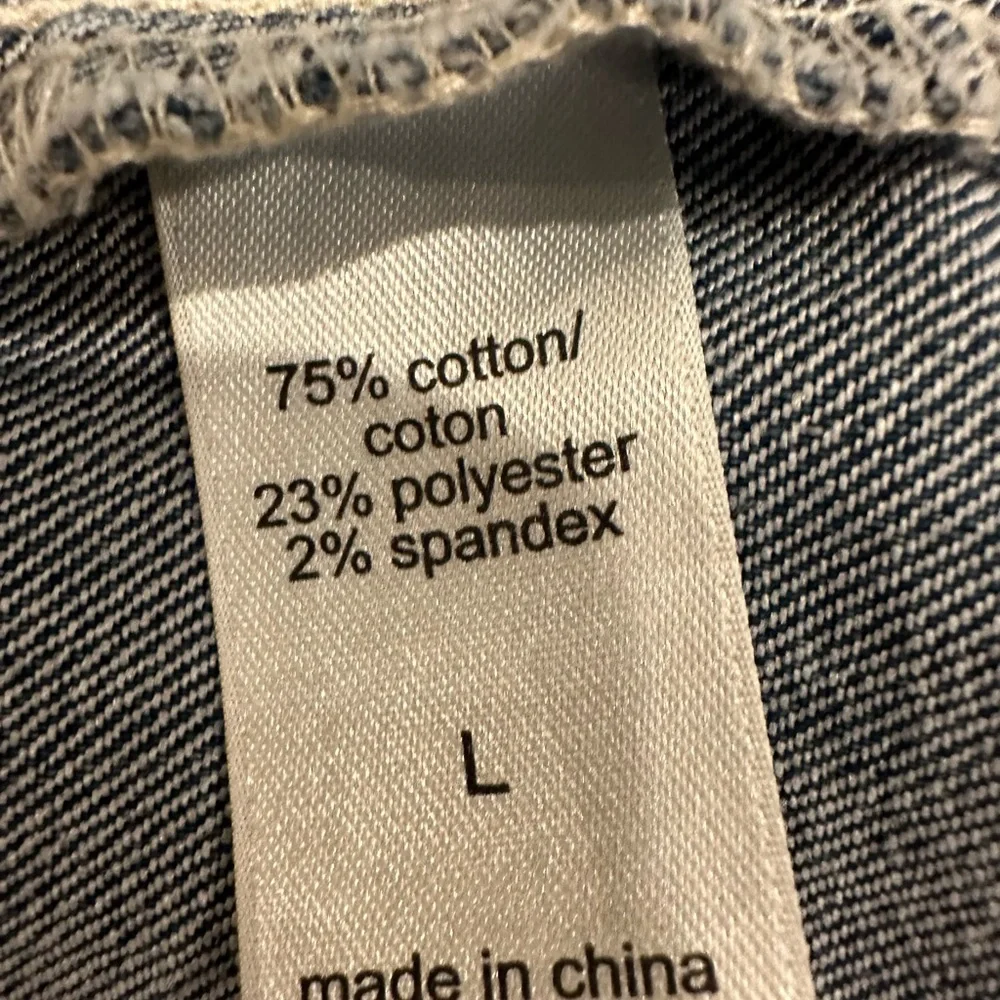 75% cotton/
coton
23% polyester
2% spandex
L
made in china